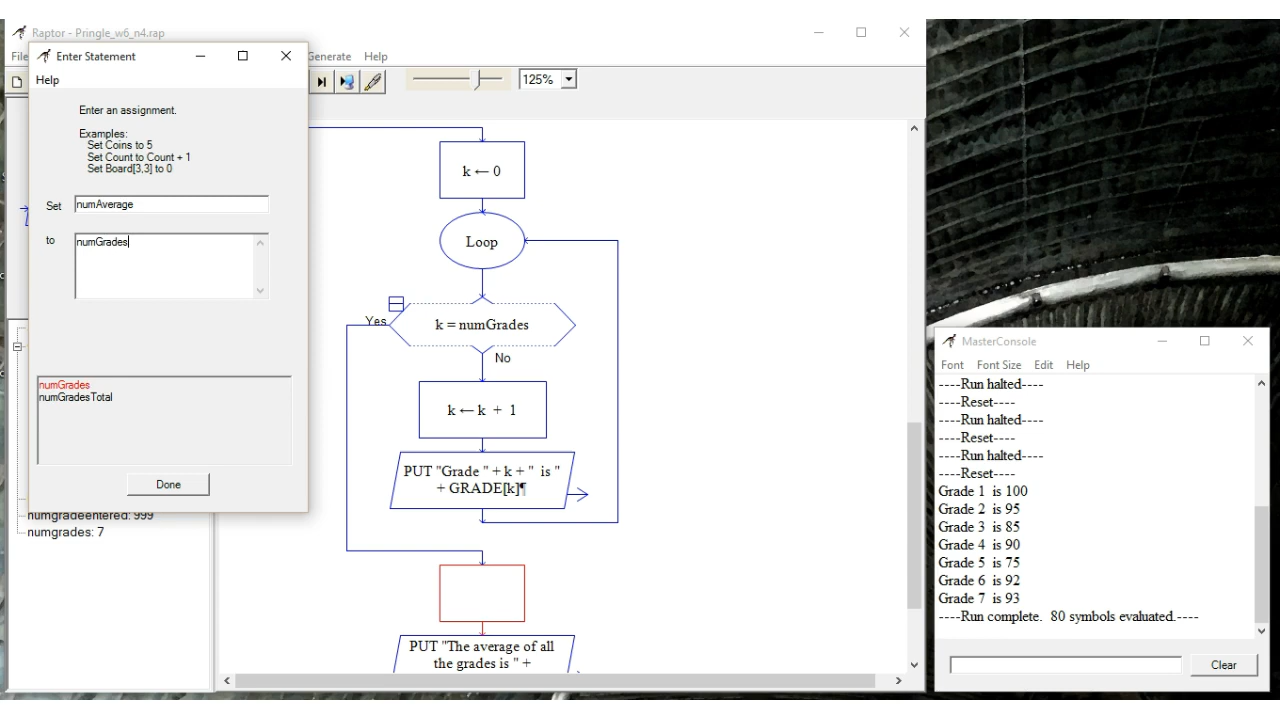 Raptor - Pringle_w6_n4.rap
File
Generate Help
125%
Enter Statement
Help
Enter an assignment.
Examples:
Set Coins to 5
Set Count to Count + 1
Set Board[3,3] to 0
Set numAverage
to numGrades
numGrades
numGradesTotal
Done
numgradeentered: 999
numgrades: 7
k ← 0
Loop
Yes
k = numGrades
No
k ← k + 1
PUT "Grade " + k + " is "
+ GRADE[k]¶
PUT "The average of all
the grades is " +
MasterConsole
Font Font Size Edit Help
----Run halted----
----Reset----
----Run halted----
----Reset----
----Run halted----
----Reset----
Grade 1 is 100
Grade 2 is 95
Grade 3 is 85
Grade 4 is 90
Grade 5 is 75
Grade 6 is 92
Grade 7 is 93
----Run complete. 80 symbols evaluated.----
Clear